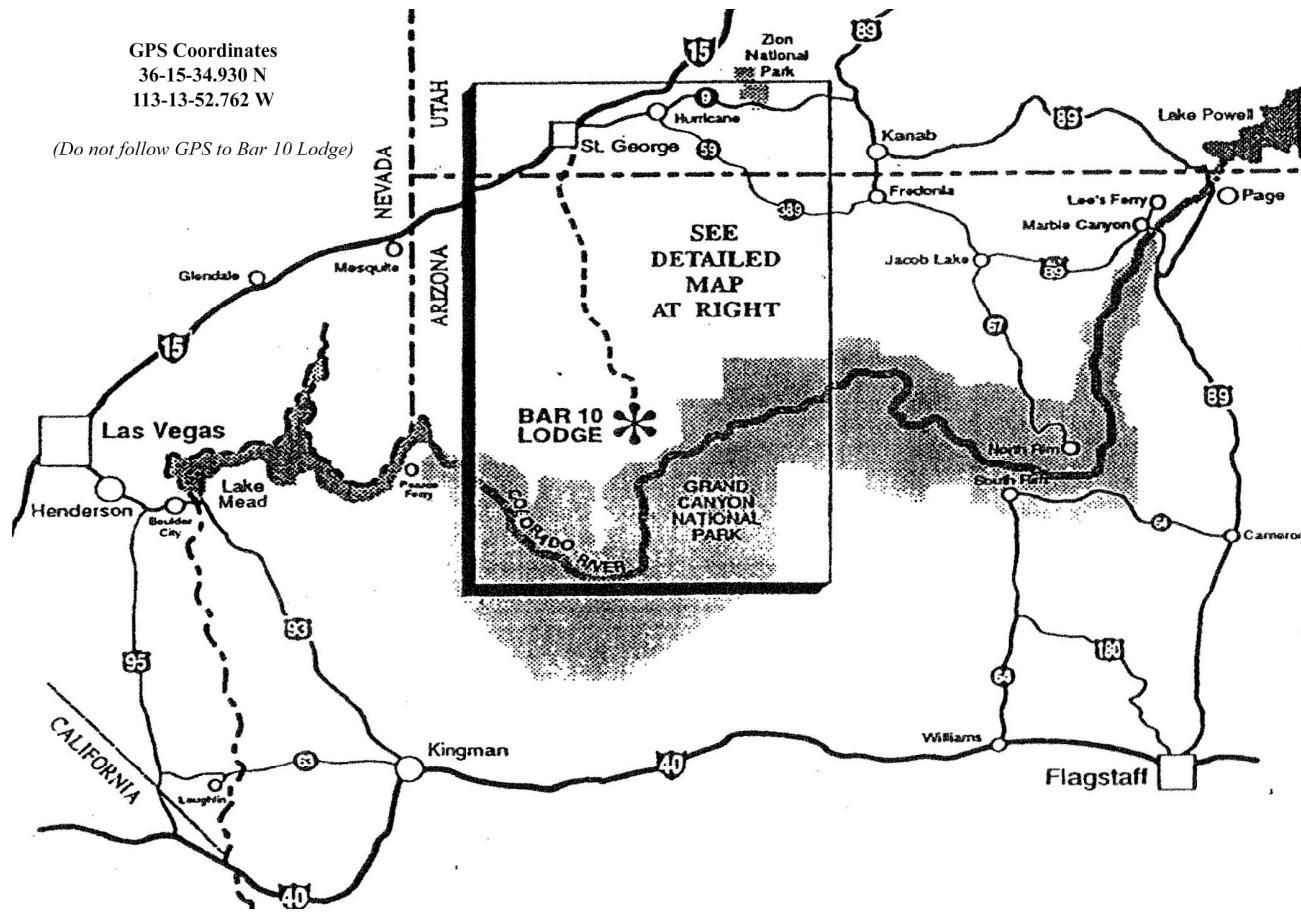 GPS Coordinates
36-15-34.930 N
113-13-52.762 W
(Do not follow GPS to Bar 10 Lodge)
15
Zion
National
Park
89
UTAH
9
Hurricane
St. George
59
Kanab
89
Lake Powell
NEVADA
ARIZONA
389
Fredonia
Lee's Ferry
Page
Marble Canyon
SEE
DETAILED
MAP
AT RIGHT
Mesquite
Glendale
Jacob Lake
89
15
67
89
BAR 10
LODGE
Las Vegas
North Rim
Pearce
Ferry
South Rim
Lake
Mead
Henderson
Boulder
City
GRAND
CANYON
NATIONAL
PARK
COLORADO RIVER
64
Cameron
93
95
180
64
CALIFORNIA
Kingman
63
Laughlin
40
Williams
Flagstaff
40